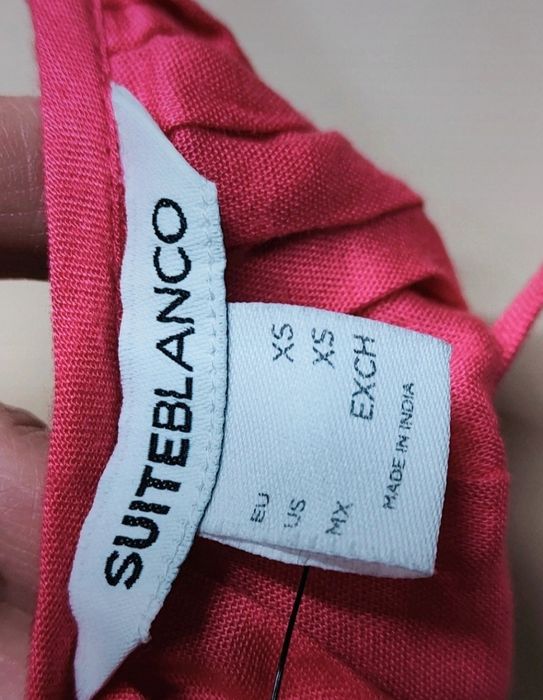 SUITEBLANCO
EU XS
US XS
MX EXCH
MADE IN INDIA